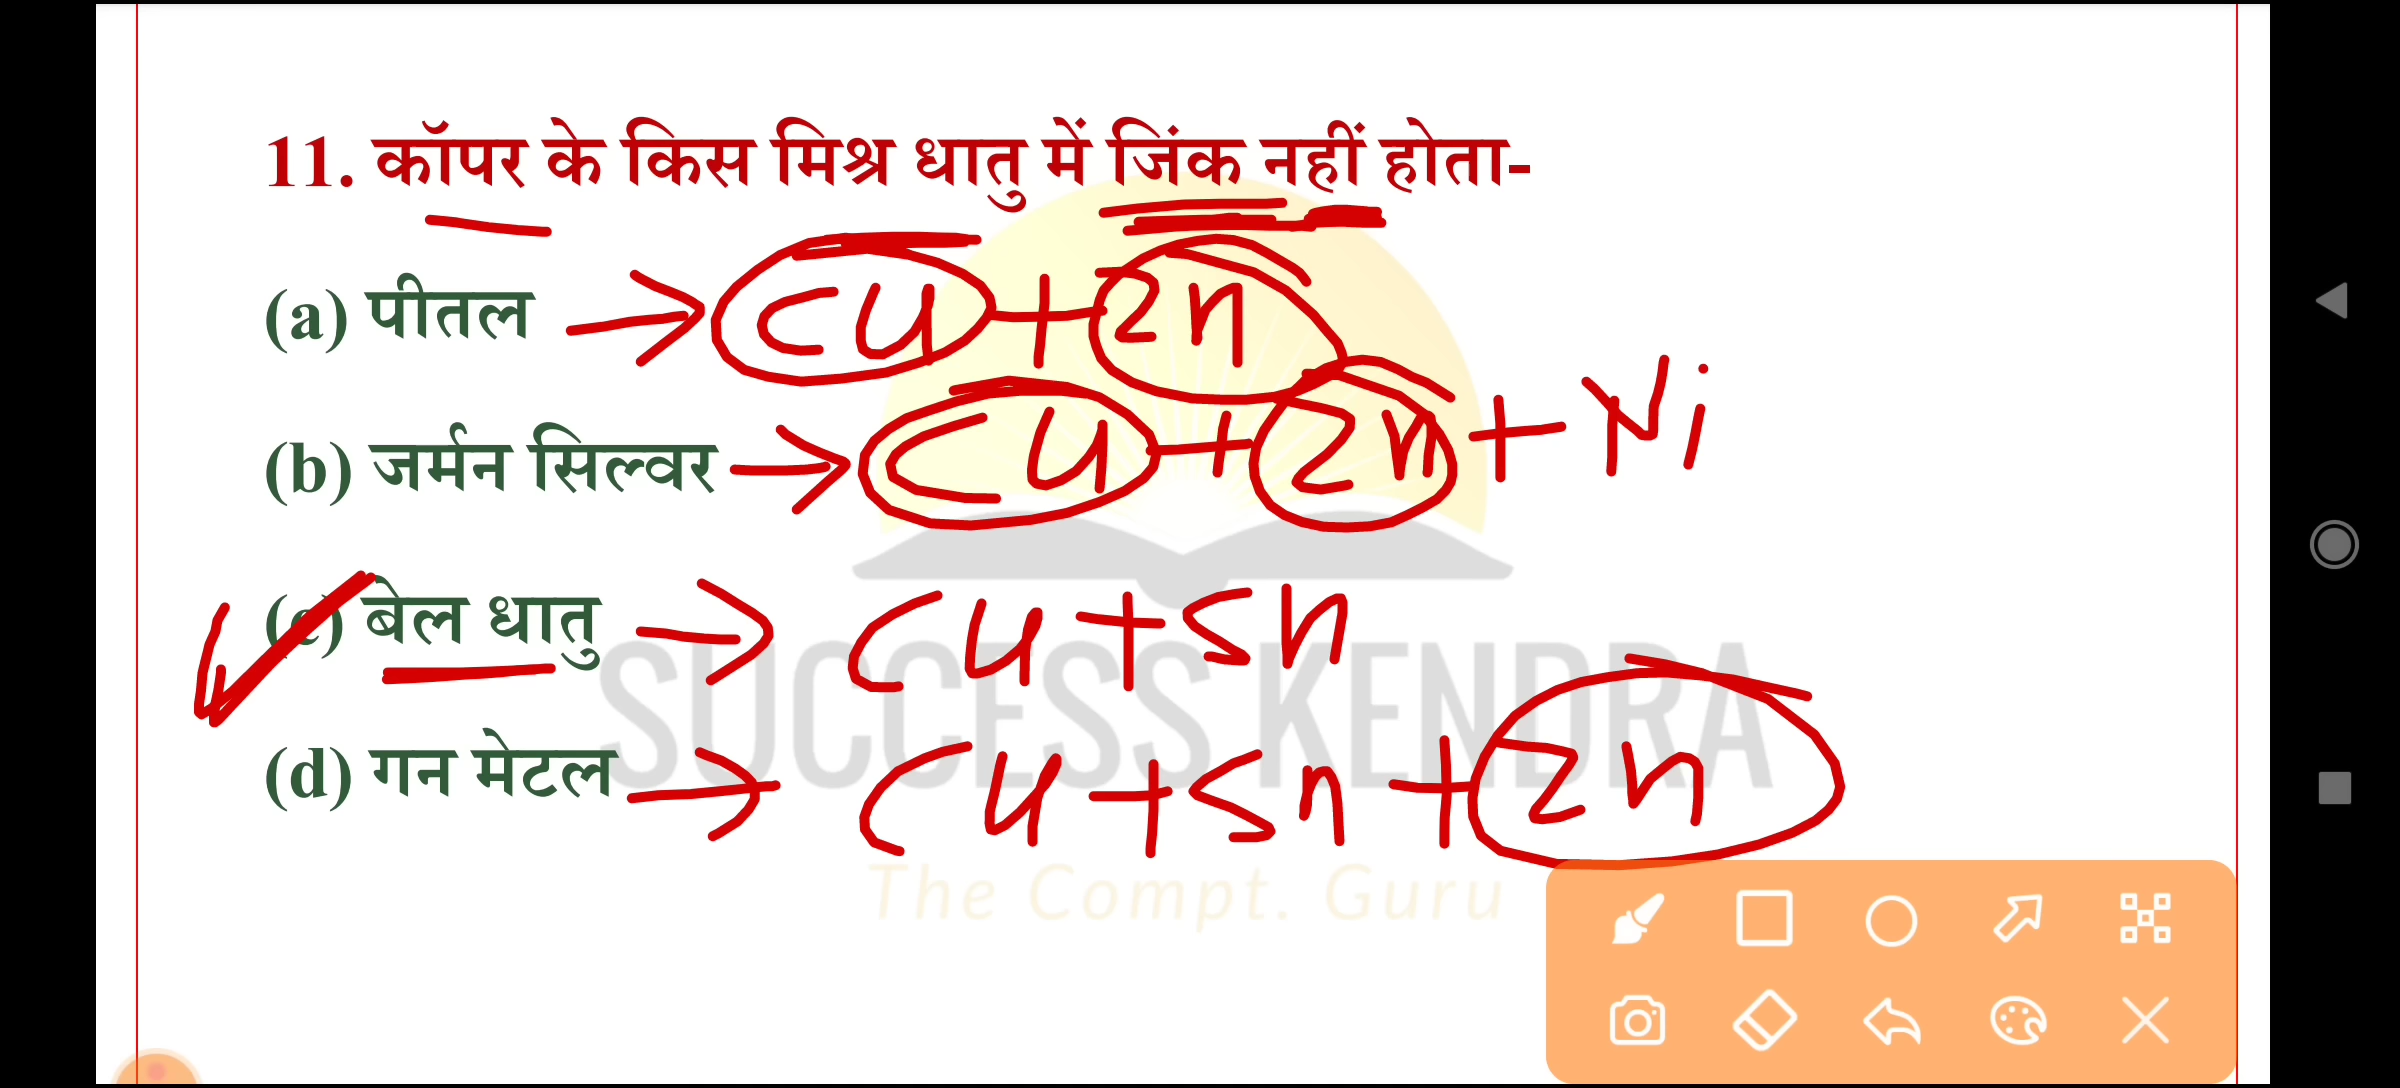 11. कॉपर के किस मिश्र धातु में जिंक नहीं होता-
(a) पीतल → Cu + Zn
(b) जर्मन सिल्वर → Cu + Zn + Ni
(c) बेल धातु → Cu + Sn
(d) गन मेटल → Cu + Sn + Zn
SUCCESS KENDRA
The Compt. Guru